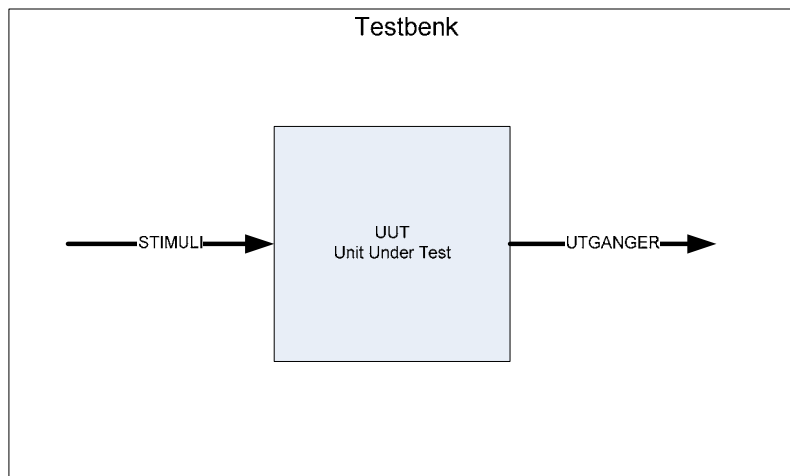 Testbenk
STIMULI
UUT
Unit Under Test
UTGANGER